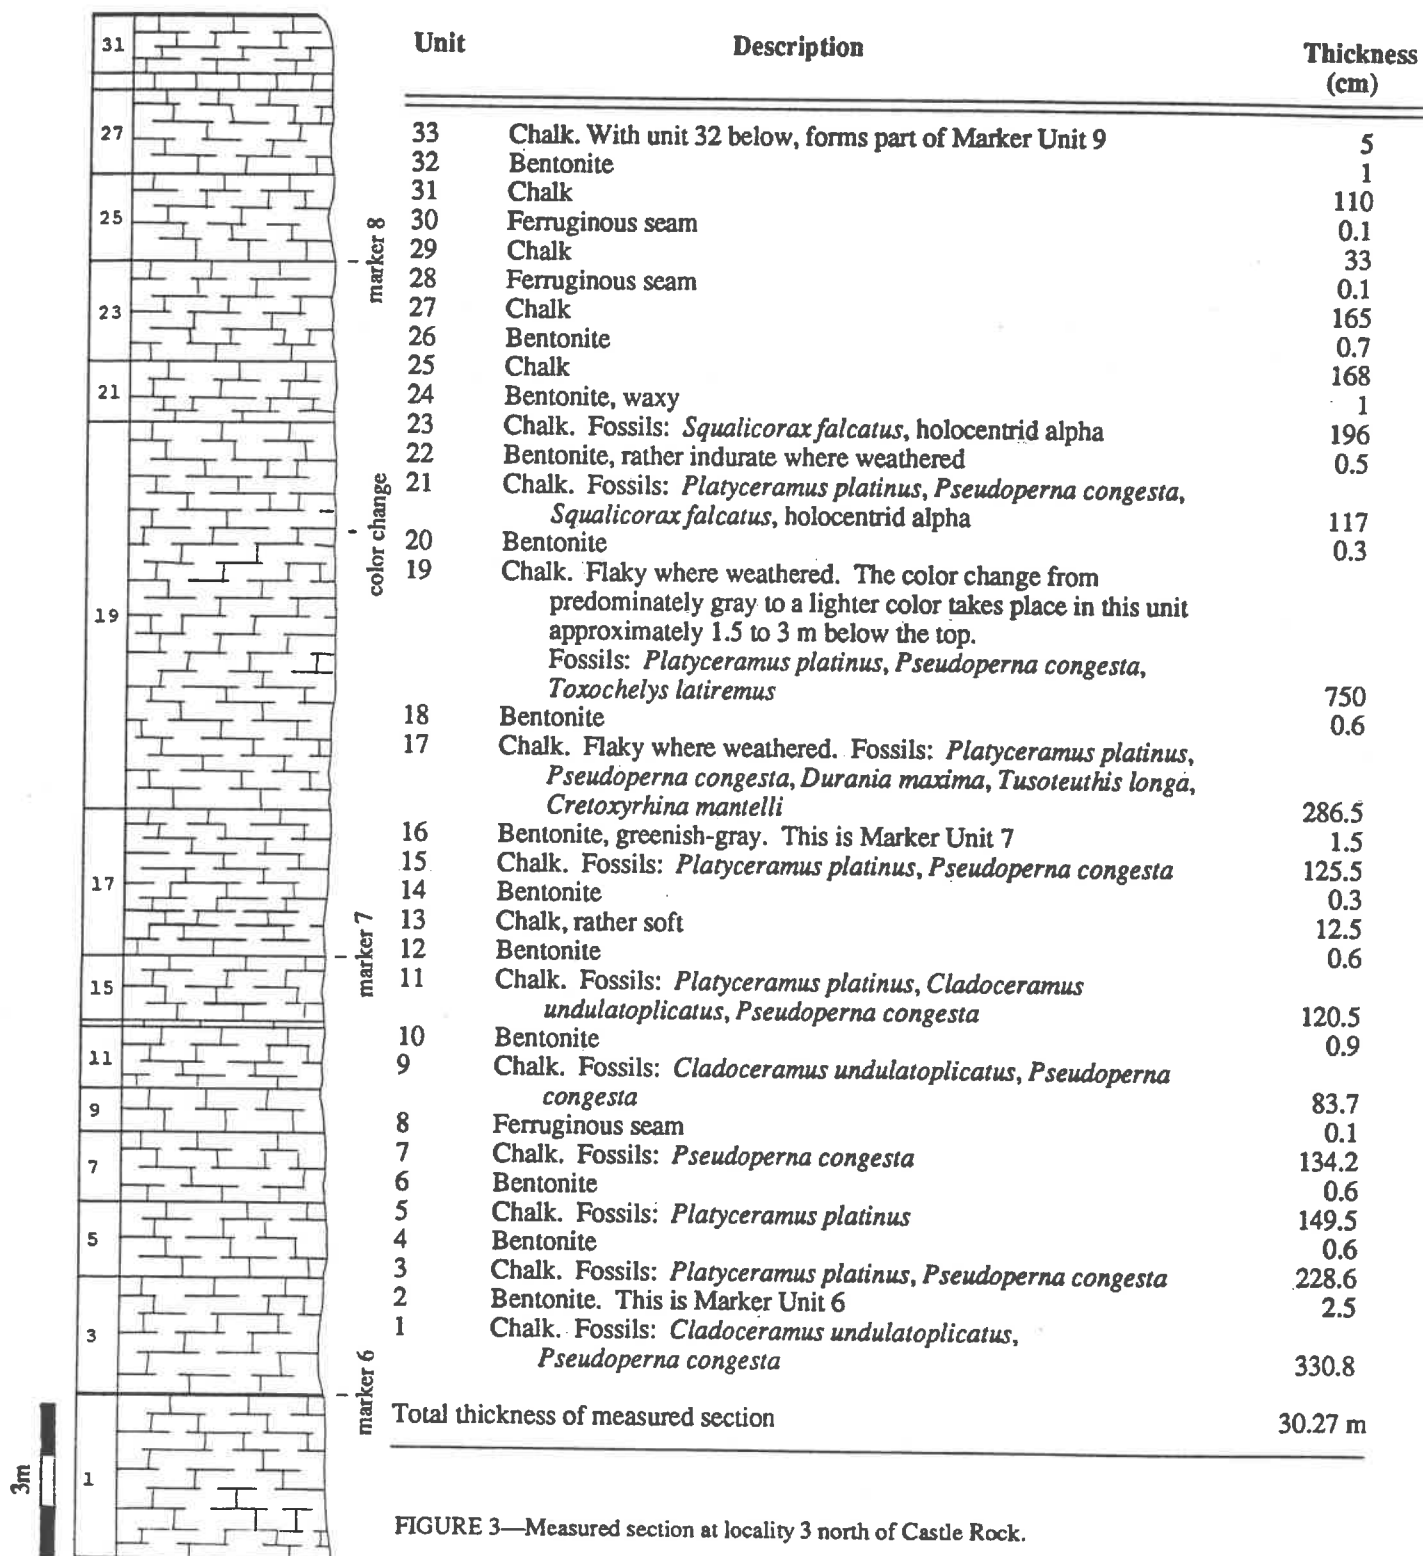 31
27
25
23
21
19
17
15
11
9
7
5
3
1
marker 8
color change
marker 7
marker 6
3m
Unit Description Thickness
(cm)
33 Chalk. With unit 32 below, forms part of Marker Unit 9 5
32 Bentonite 1
31 Chalk 110
30 Ferruginous seam 0.1
29 Chalk 33
28 Ferruginous seam 0.1
27 Chalk 165
26 Bentonite 0.7
25 Chalk 168
24 Bentonite, waxy 1
23 Chalk. Fossils: Squalicorax falcatus, holocentrid alpha 196
22 Bentonite, rather indurate where weathered 0.5
21 Chalk. Fossils: Platyceramus platinus, Pseudoperna congesta,
Squalicorax falcatus, holocentrid alpha 117
20 Bentonite 0.3
19 Chalk. Flaky where weathered. The color change from
predominately gray to a lighter color takes place in this unit
approximately 1.5 to 3 m below the top.
Fossils: Platyceramus platinus, Pseudoperna congesta,
Toxochelys latiremus 750
18 Bentonite 0.6
17 Chalk. Flaky where weathered. Fossils: Platyceramus platinus,
Pseudoperna congesta, Durania maxima, Tusoteuthis longa,
Cretoxyrhina mantelli 286.5
16 Bentonite, greenish-gray. This is Marker Unit 7 1.5
15 Chalk. Fossils: Platyceramus platinus, Pseudoperna congesta 125.5
14 Bentonite 0.3
13 Chalk, rather soft 12.5
12 Bentonite 0.6
11 Chalk. Fossils: Platyceramus platinus, Cladoceramus
undulatoplicatus, Pseudoperna congesta 120.5
10 Bentonite 0.9
9 Chalk. Fossils: Cladoceramus undulatoplicatus, Pseudoperna
congesta 83.7
8 Ferruginous seam 0.1
7 Chalk. Fossils: Pseudoperna congesta 134.2
6 Bentonite 0.6
5 Chalk. Fossils: Platyceramus platinus 149.5
4 Bentonite 0.6
3 Chalk. Fossils: Platyceramus platinus, Pseudoperna congesta 228.6
2 Bentonite. This is Marker Unit 6 2.5
1 Chalk. Fossils: Cladoceramus undulatoplicatus,
Pseudoperna congesta 330.8
Total thickness of measured section 30.27 m
FIGURE 3—Measured section at locality 3 north of Castle Rock.